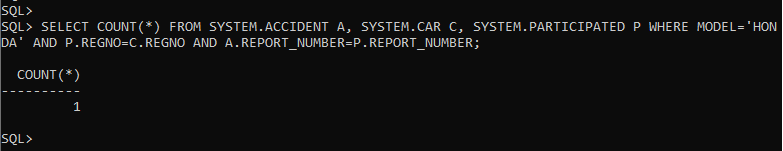 SQL>
SQL> SELECT COUNT(*) FROM SYSTEM.ACCIDENT A, SYSTEM.CAR C, SYSTEM.PARTICIPATED P WHERE MODEL='HON
DA' AND P.REGNO=C.REGNO AND A.REPORT_NUMBER=P.REPORT_NUMBER;
COUNT(*)
----------
1
SQL>